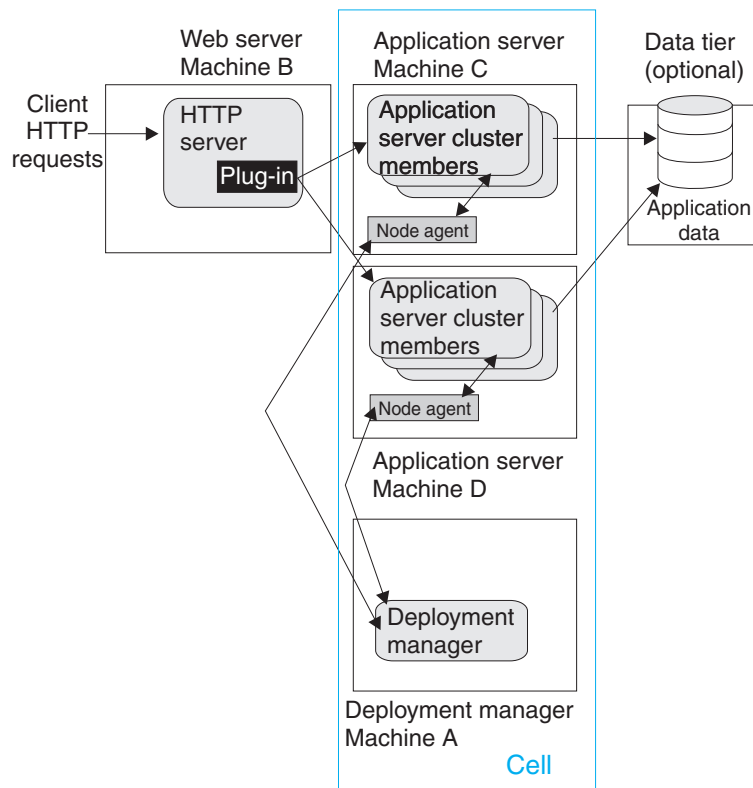 Web server
Machine B
Application server
Machine C
Data tier
(optional)
Client
HTTP
requests
HTTP
server
Plug-in
Application
server cluster
members
Node agent
Application
data
Application
server cluster
members
Node agent
Application server
Machine D
Deployment
manager
Deployment manager
Machine A
Cell